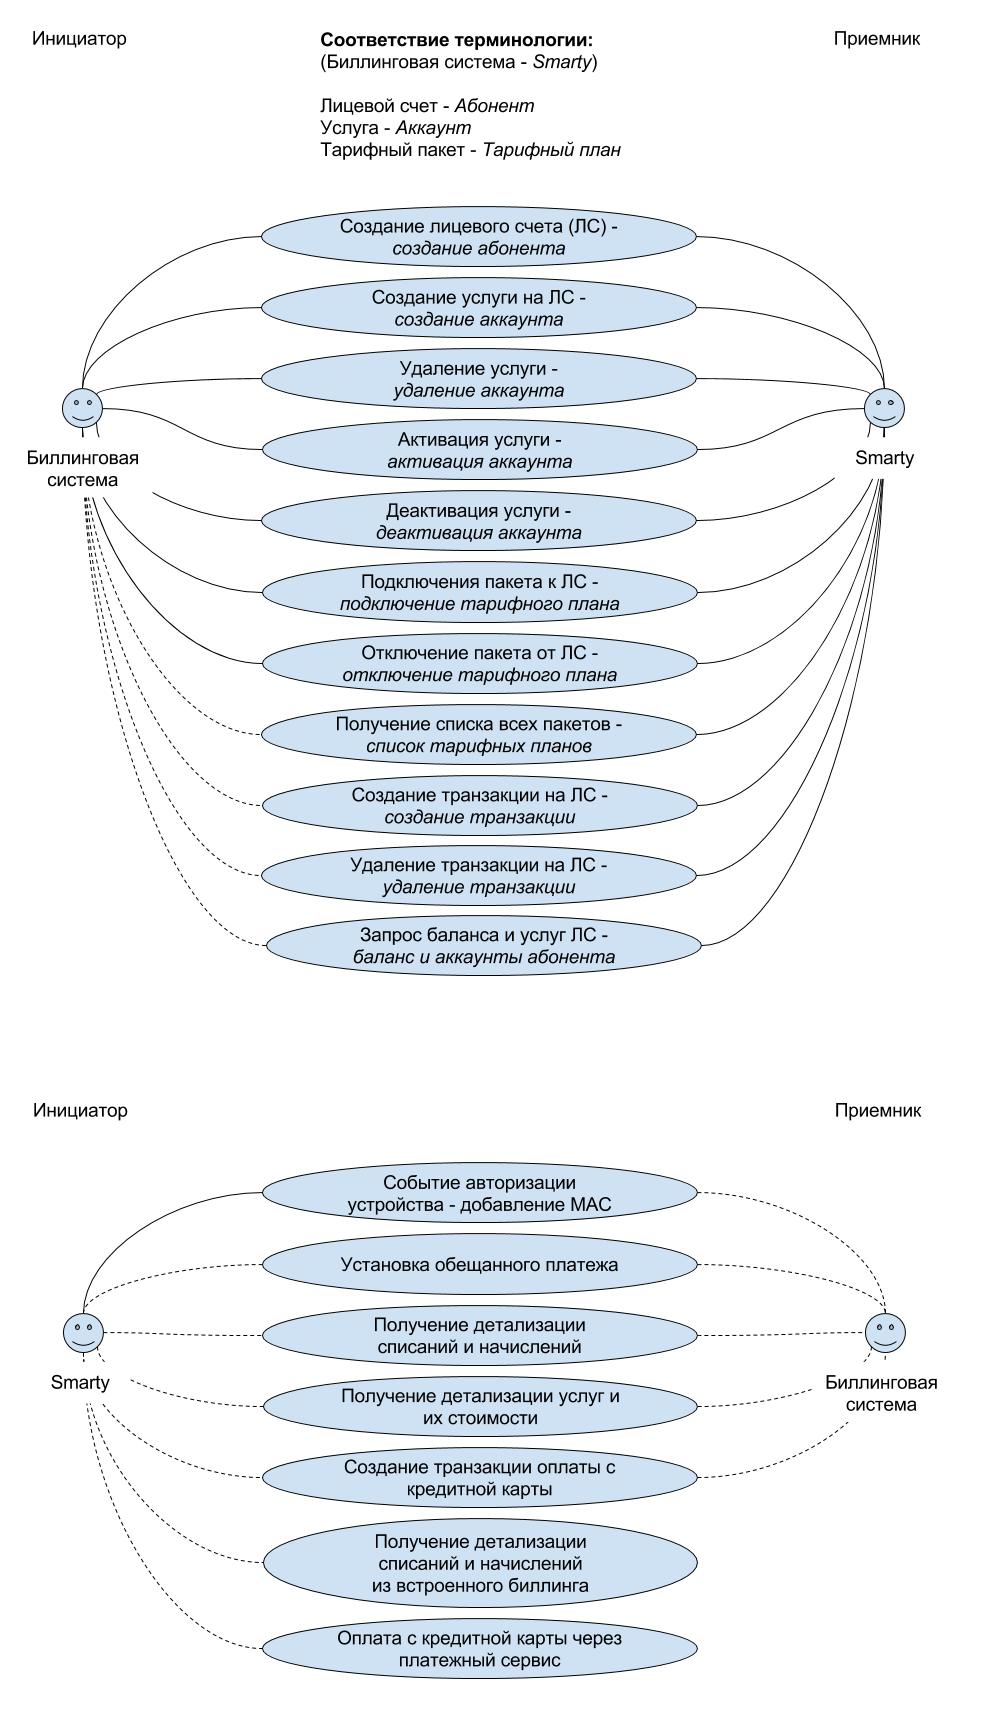 Инициатор
Соответствие терминологии:
Приемник
(Биллинговая система - Smarty)
Лицевой счет - Абонент
Услуга - Аккаунт
Тарифный пакет - Тарифный план
Создание лицевого счета (ЛС) -
создание абонента
Создание услуги на ЛС -
создание аккаунта
Удаление услуги -
удаление аккаунта
Активация услуги -
активация аккаунта
Биллинговая
система
Smarty
Деактивация услуги -
деактивация аккаунта
Подключения пакета к ЛС -
подключение тарифного плана
Отключение пакета от ЛС -
отключение тарифного плана
Получение списка всех пакетов -
список тарифных планов
Создание транзакции на ЛС -
создание транзакции
Удаление транзакции на ЛС -
удаление транзакции
Запрос баланса и услуг ЛС -
баланс и аккаунты абонента
Инициатор
Приемник
Событие авторизации
устройства - добавление MAC
Установка обещанного платежа
Получение детализации
списаний и начислений
Smarty
Биллинговая
система
Получение детализации услуг и
их стоимости
Создание транзакции оплаты с
кредитной карты
Получение детализации
списаний и начислений
из встроенного биллинга
Оплата с кредитной карты через
платежный сервис